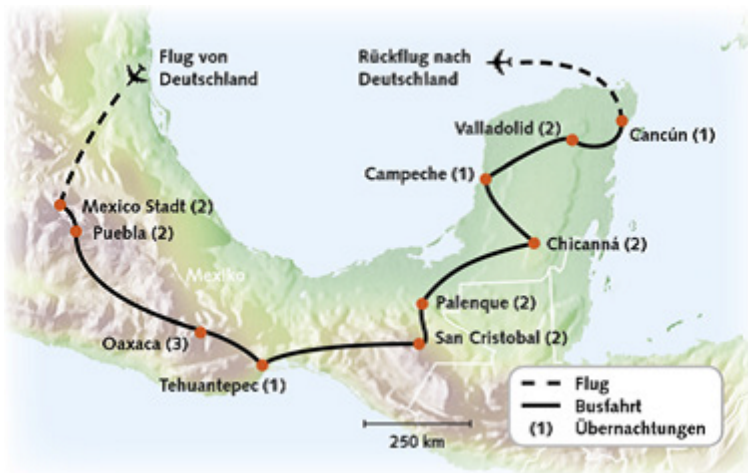 Flug von
Deutschland
Rückflug nach
Deutschland
Valladolid (2)
Cancún (1)
Campeche (1)
Mexico Stadt (2)
Puebla (2)
Chicanná (2)
Mexiko
Palenque (2)
Oaxaca (3)
San Cristobal (2)
Tehuantepec (1)
Flug
Busfahrt
(1) Übernachtungen
250 km